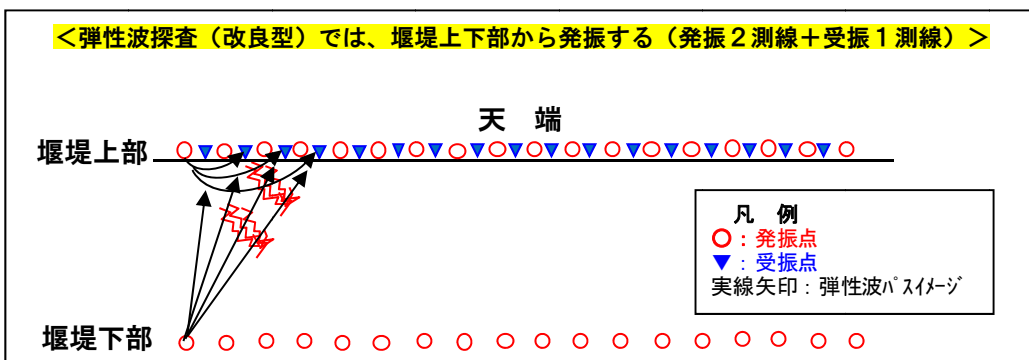 ＜弾性波探査（改良型）では、堰堤上下部から発振する（発振２測線＋受振１測線）＞
天　端
堰堤上部
凡　例
○：発振点
▼：受振点
実線矢印：弾性波ﾊﾟｽｲﾒｰｼﾞ
堰堤下部